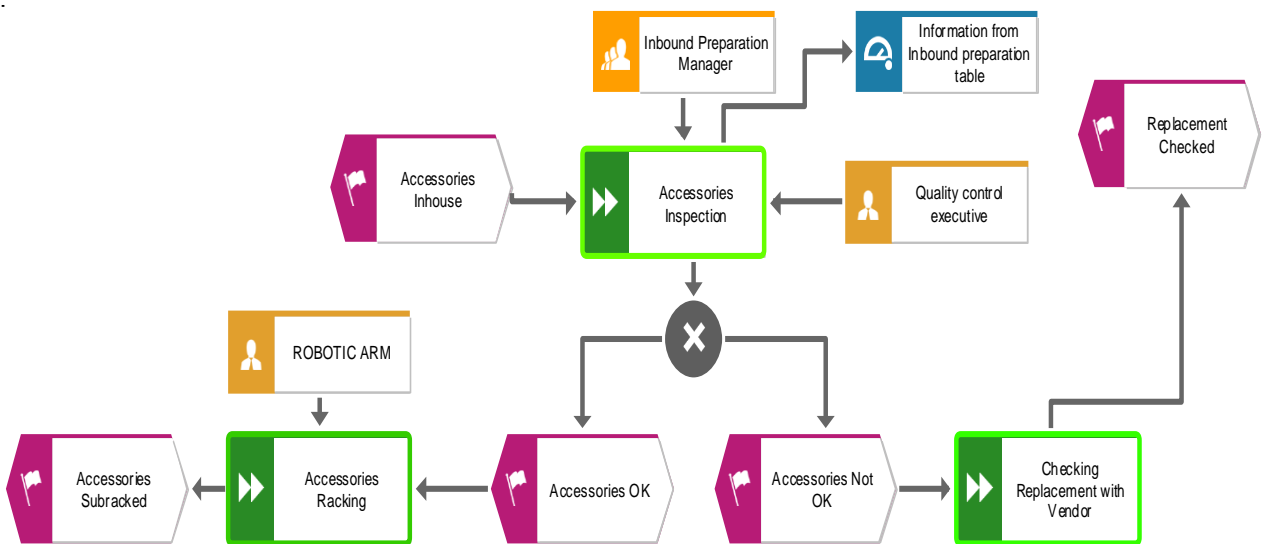 .
Inbound Preparation
Manager
Information from
Inbound preparation
table
Replacement
Checked
Accessories
Inhouse
Accessories
Inspection
Quality control
executive
ROBOTIC ARM
Accessories
Subracked
Accessories
Racking
Accessories OK
Accessories Not
OK
Checking
Replacement with
Vendor